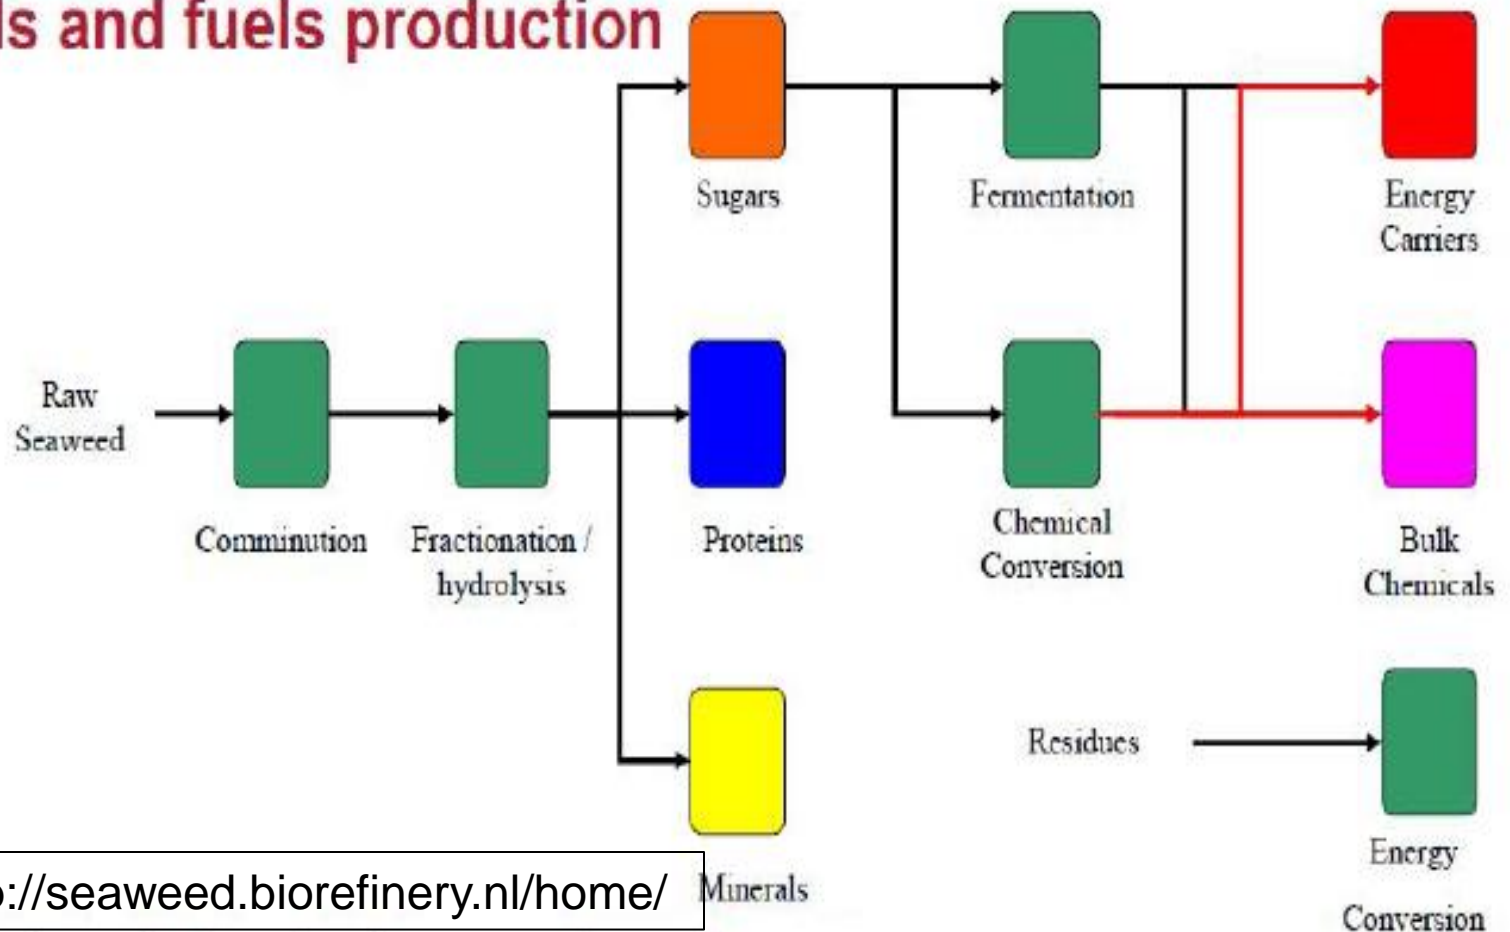 ls and fuels production
Sugars
Fermentation
Energy
Carriers
Raw
Seaweed
Comminution
Fractionation /
hydrolysis
Proteins
Chemical
Conversion
Bulk
Chemicals
Residues
Minerals
Energy
Conversion
://seaweed.biorefinery.nl/home/